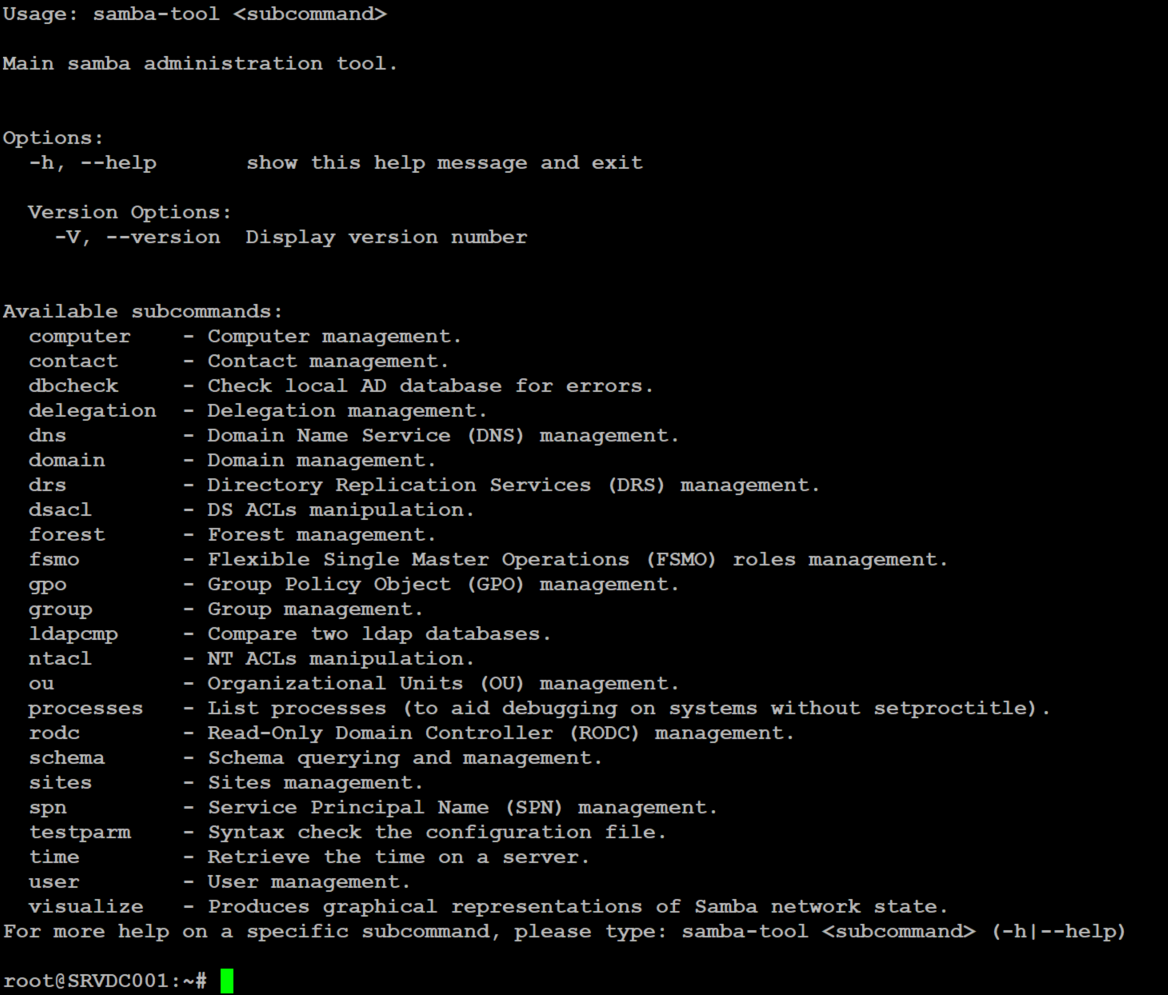 Usage: samba-tool <subcommand>
Main samba administration tool.
Options:
-h, --help show this help message and exit
Version Options:
-V, --version Display version number
Available subcommands:
computer - Computer management.
contact - Contact management.
dbcheck - Check local AD database for errors.
delegation - Delegation management.
dns - Domain Name Service (DNS) management.
domain - Domain management.
drs - Directory Replication Services (DRS) management.
dsacl - DS ACLs manipulation.
forest - Forest management.
fsmo - Flexible Single Master Operations (FSMO) roles management.
gpo - Group Policy Object (GPO) management.
group - Group management.
ldapcmp - Compare two ldap databases.
ntacl - NT ACLs manipulation.
ou - Organizational Units (OU) management.
processes - List processes (to aid debugging on systems without setproctitle).
rodc - Read-Only Domain Controller (RODC) management.
schema - Schema querying and management.
sites - Sites management.
spn - Service Principal Name (SPN) management.
testparm - Syntax check the configuration file.
time - Retrieve the time on a server.
user - User management.
visualize - Produces graphical representations of Samba network state.
For more help on a specific subcommand, please type: samba-tool <subcommand> (-h|--help)
root@SRVDC001:~#